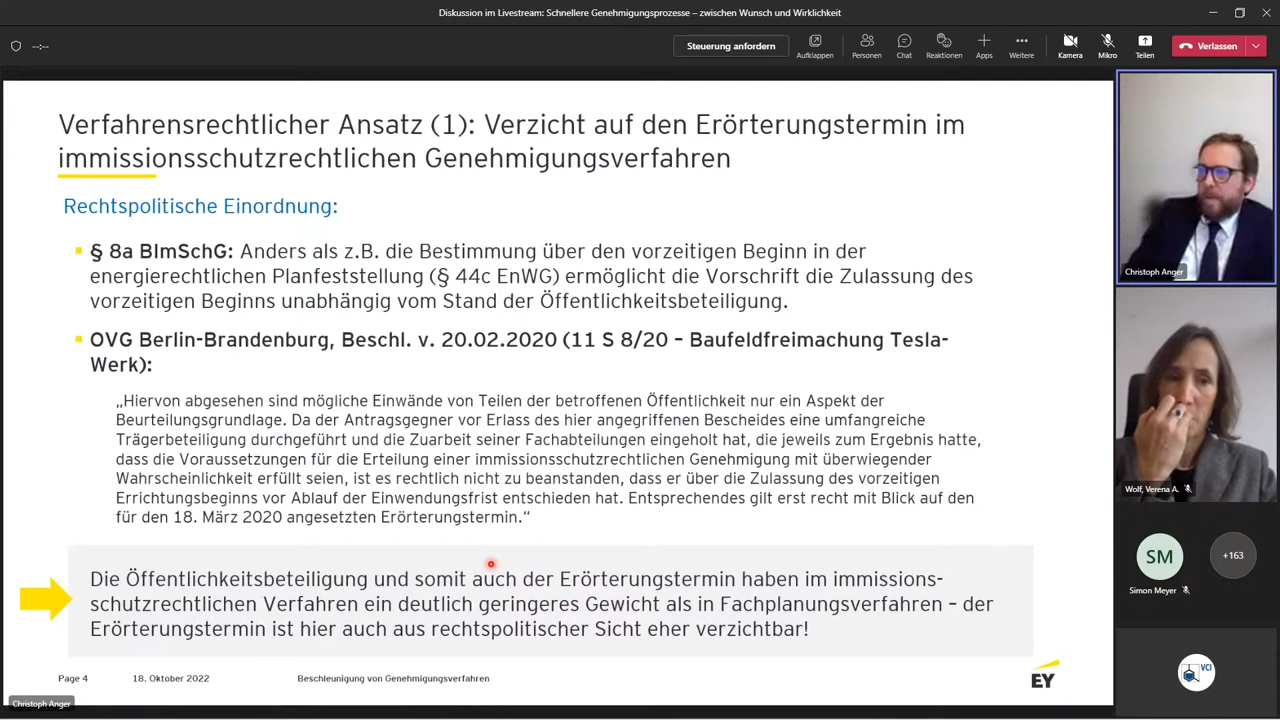 Diskussion im Livestream: Schnellere Genehmigungsprozesse – zwischen Wunsch und Wirklichkeit
--:--
Steuerung anfordern
Aufklappen
Personen
Chat
Reaktionen
Apps
Weitere
Kamera
Mikro
Teilen
Verlassen
Verfahrensrechtlicher Ansatz (1): Verzicht auf den Erörterungstermin im
immissionsschutzrechtlichen Genehmigungsverfahren
Rechtspolitische Einordnung:
§ 8a BImSchG: Anders als z.B. die Bestimmung über den vorzeitigen Beginn in der
energierechtlichen Planfeststellung (§ 44c EnWG) ermöglicht die Vorschrift die Zulassung des
vorzeitigen Beginns unabhängig vom Stand der Öffentlichkeitsbeteiligung.
OVG Berlin-Brandenburg, Beschl. v. 20.02.2020 (11 S 8/20 – Baufeldfreimachung Tesla-
Werk):
„Hiervon abgesehen sind mögliche Einwände von Teilen der betroffenen Öffentlichkeit nur ein Aspekt der
Beurteilungsgrundlage. Da der Antragsgegner vor Erlass des hier angegriffenen Bescheides eine umfangreiche
Trägerbeteiligung durchgeführt und die Zuarbeit seiner Fachabteilungen eingeholt hat, die jeweils zum Ergebnis hatte,
dass die Voraussetzungen für die Erteilung einer immissionsschutzrechtlichen Genehmigung mit überwiegender
Wahrscheinlichkeit erfüllt seien, ist es rechtlich nicht zu beanstanden, dass er über die Zulassung des vorzeitigen
Errichtungsbeginns vor Ablauf der Einwendungsfrist entschieden hat. Entsprechendes gilt erst recht mit Blick auf den
für den 18. März 2020 angesetzten Erörterungstermin.“
Die Öffentlichkeitsbeteiligung und somit auch der Erörterungstermin haben im immissions-
schutzrechtlichen Verfahren ein deutlich geringeres Gewicht als in Fachplanungsverfahren – der
Erörterungstermin ist hier auch aus rechtspolitischer Sicht eher verzichtbar!
Page 4
18. Oktober 2022
Beschleunigung von Genehmigungsverfahren
EY
Christoph Anger
Christoph Anger
Wolf, Verena A.
SM
+163
Simon Meyer
VCI